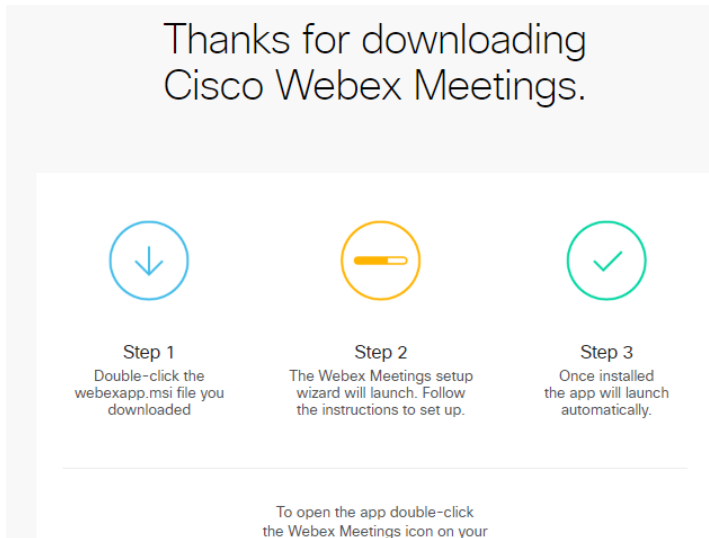 Thanks for downloading
Cisco Webex Meetings.
Step 1
Double-click the
webexapp.msi file you
downloaded
Step 2
The Webex Meetings setup
wizard will launch. Follow
the instructions to set up.
Step 3
Once installed
the app will launch
automatically.
To open the app double-click
the Webex Meetings icon on your